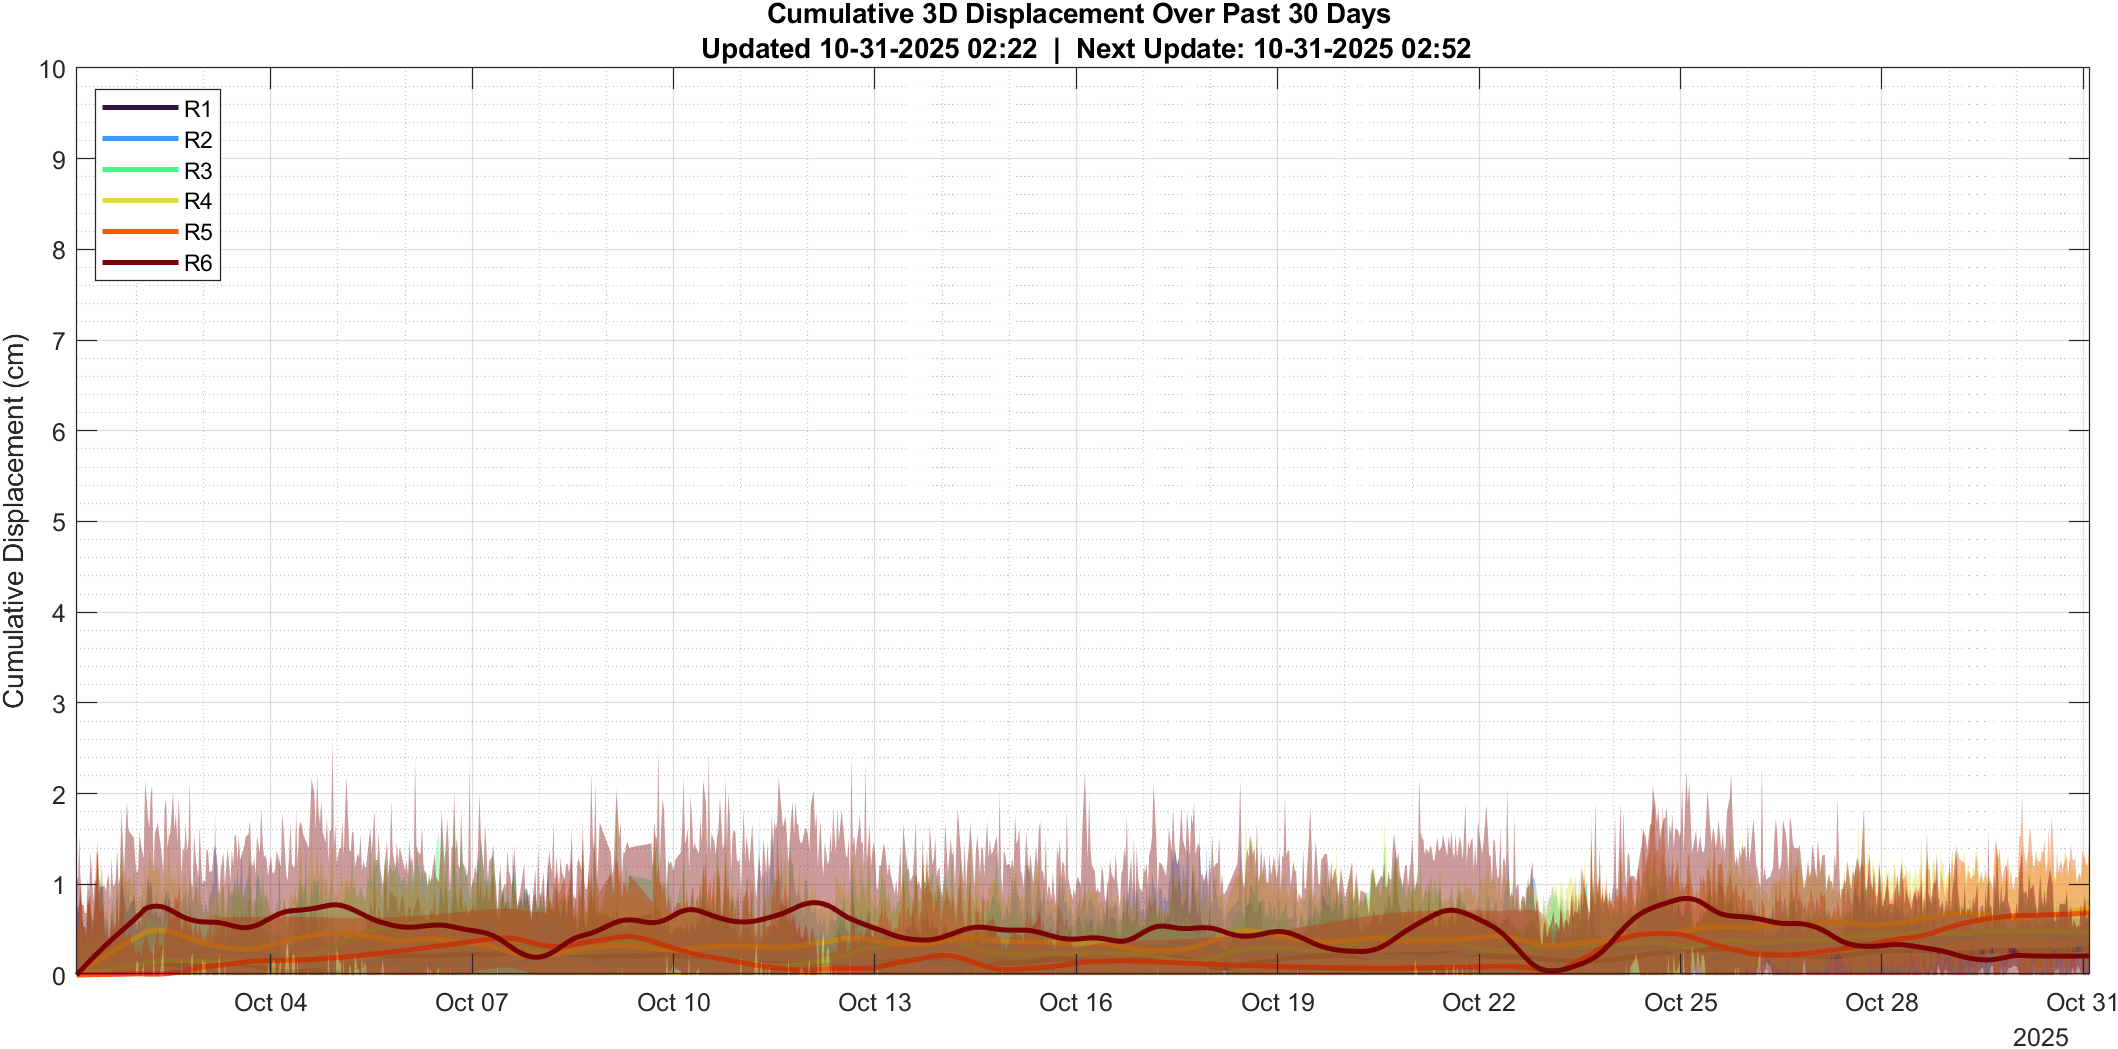 Cumulative 3D Displacement Over Past 30 Days
Updated 10-31-2025 02:22 | Next Update: 10-31-2025 02:52
Cumulative Displacement (cm)
10
9
8
7
6
5
4
3
2
1
0
R1
R2
R3
R4
R5
R6
Oct 04 Oct 07 Oct 10 Oct 13 Oct 16 Oct 19 Oct 22 Oct 25 Oct 28 Oct 31
2025